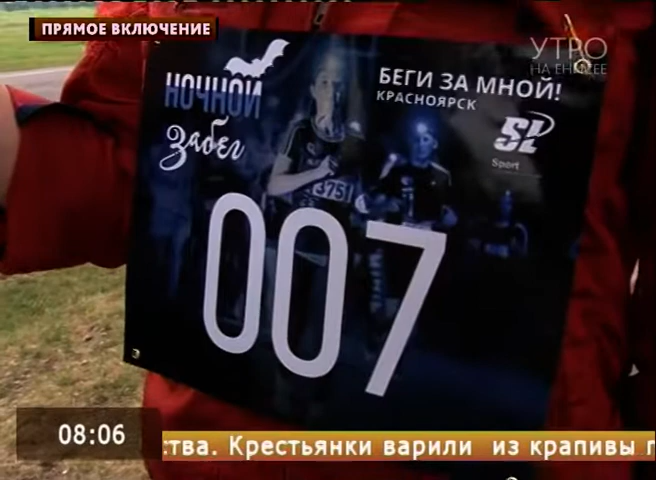 ПРЯМОЕ ВКЛЮЧЕНИЕ
УТРО
НА ЕНИСЕЕ
НОЧНОЙ
забег
БЕГИ ЗА МНОЙ!
КРАСНОЯРСК
SL
Sport
1375
007
08:06
ства. Крестьянки варили из крапивы